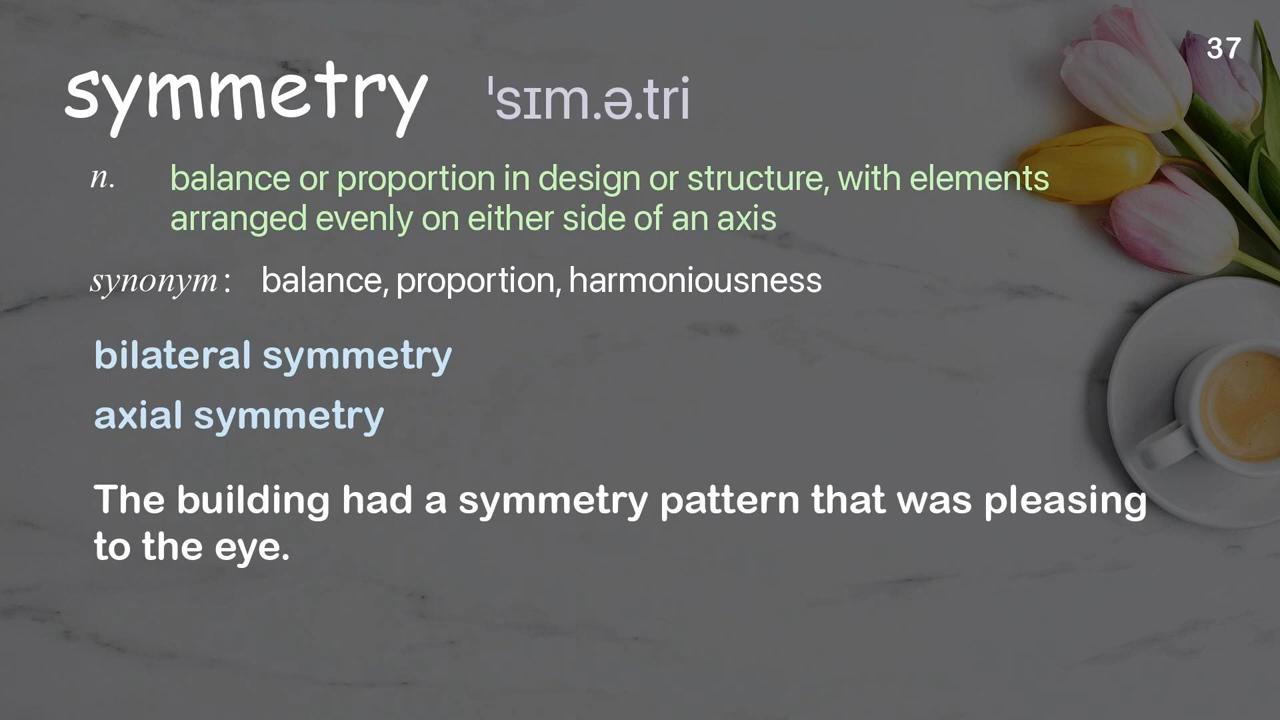 37
symmetry ˈsɪm.ə.tri
n. balance or proportion in design or structure, with elements
arranged evenly on either side of an axis
synonym: balance, proportion, harmoniousness
bilateral symmetry
axial symmetry
The building had a symmetry pattern that was pleasing
to the eye.